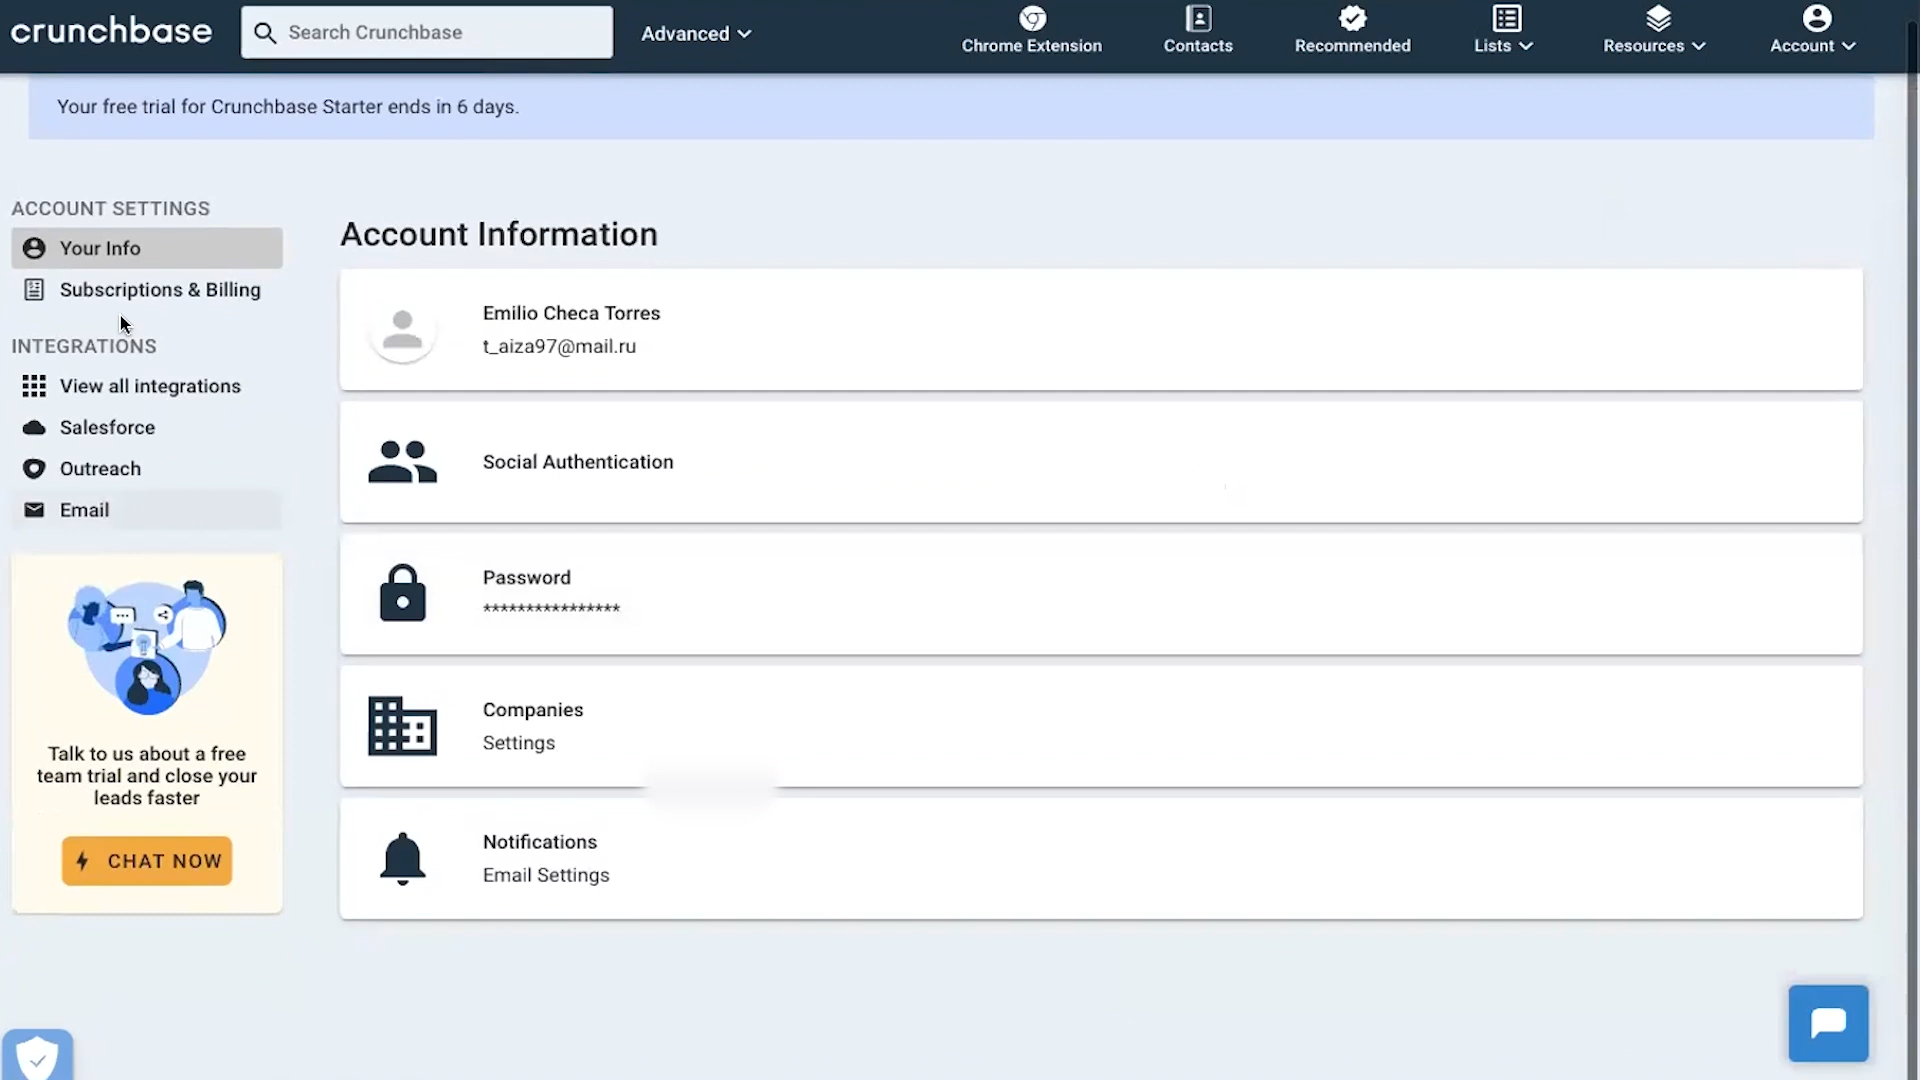 crunchbase
Search Crunchbase
Advanced
Chrome Extension
Contacts
Recommended
Lists
Resources
Account
Your free trial for Crunchbase Starter ends in 6 days.
ACCOUNT SETTINGS
Your Info
Subscriptions & Billing
INTEGRATIONS
View all integrations
Salesforce
Outreach
Email
Talk to us about a free
team trial and close your
leads faster
CHAT NOW
Account Information
Emilio Checa Torres
t_aiza97@mail.ru
Social Authentication
Password
****************
Companies
Settings
Notifications
Email Settings